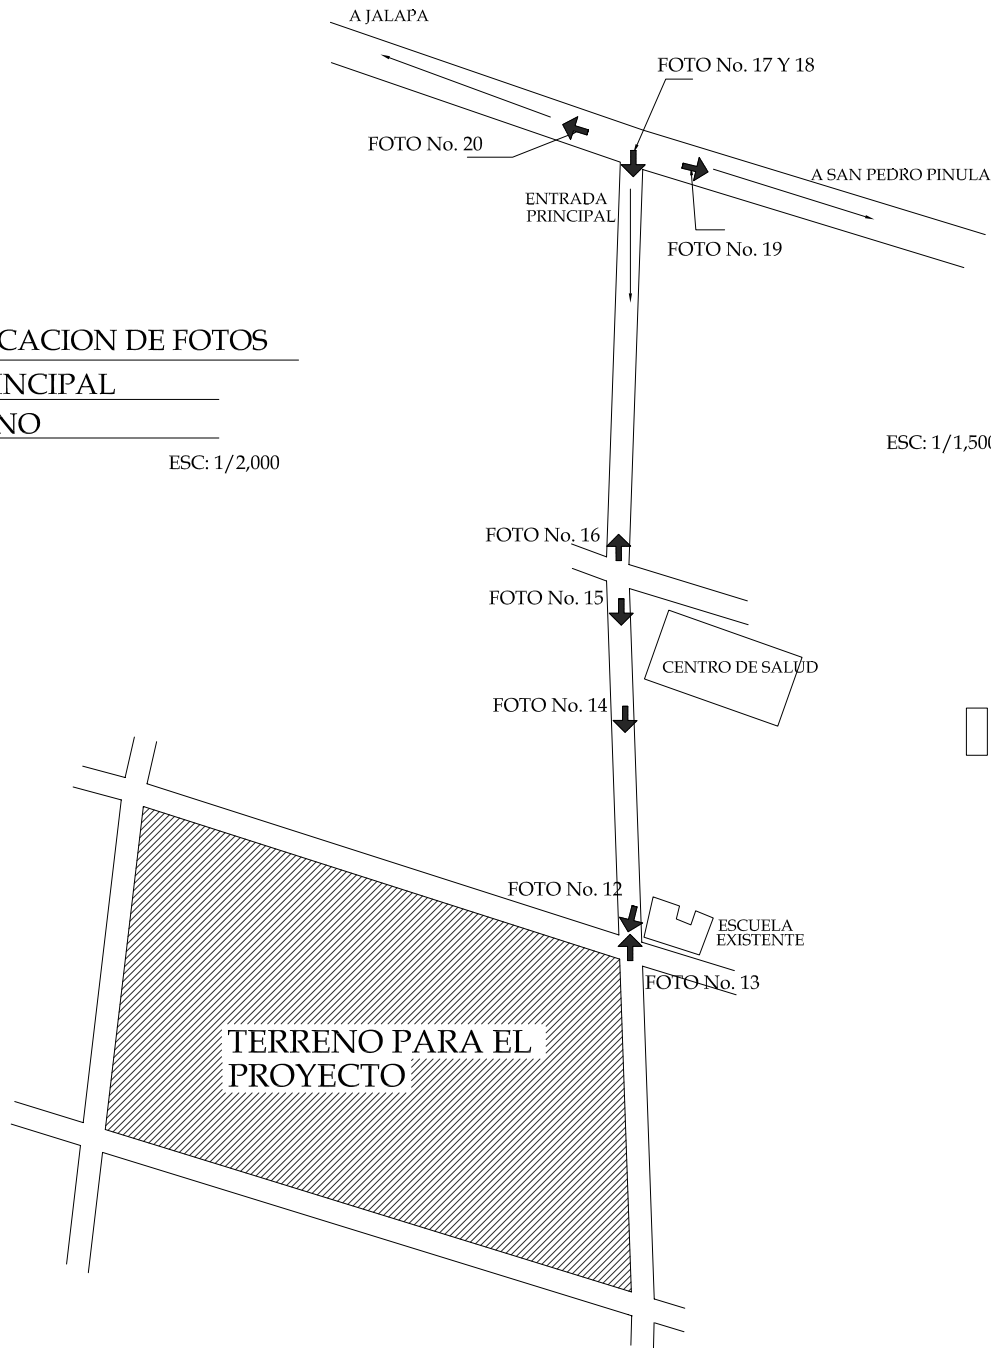 A JALAPA
FOTO No. 17 Y 18
FOTO No. 20
A SAN PEDRO PINULA
ENTRADA
PRINCIPAL
FOTO No. 19
CACION DE FOTOS
INCIPAL
NO
ESC: 1/2,000
ESC: 1/1,500
FOTO No. 16
FOTO No. 15
CENTRO DE SALUD
FOTO No. 14
FOTO No. 12
ESCUELA
EXISTENTE
FOTO No. 13
TERRENO PARA EL
PROYECTO